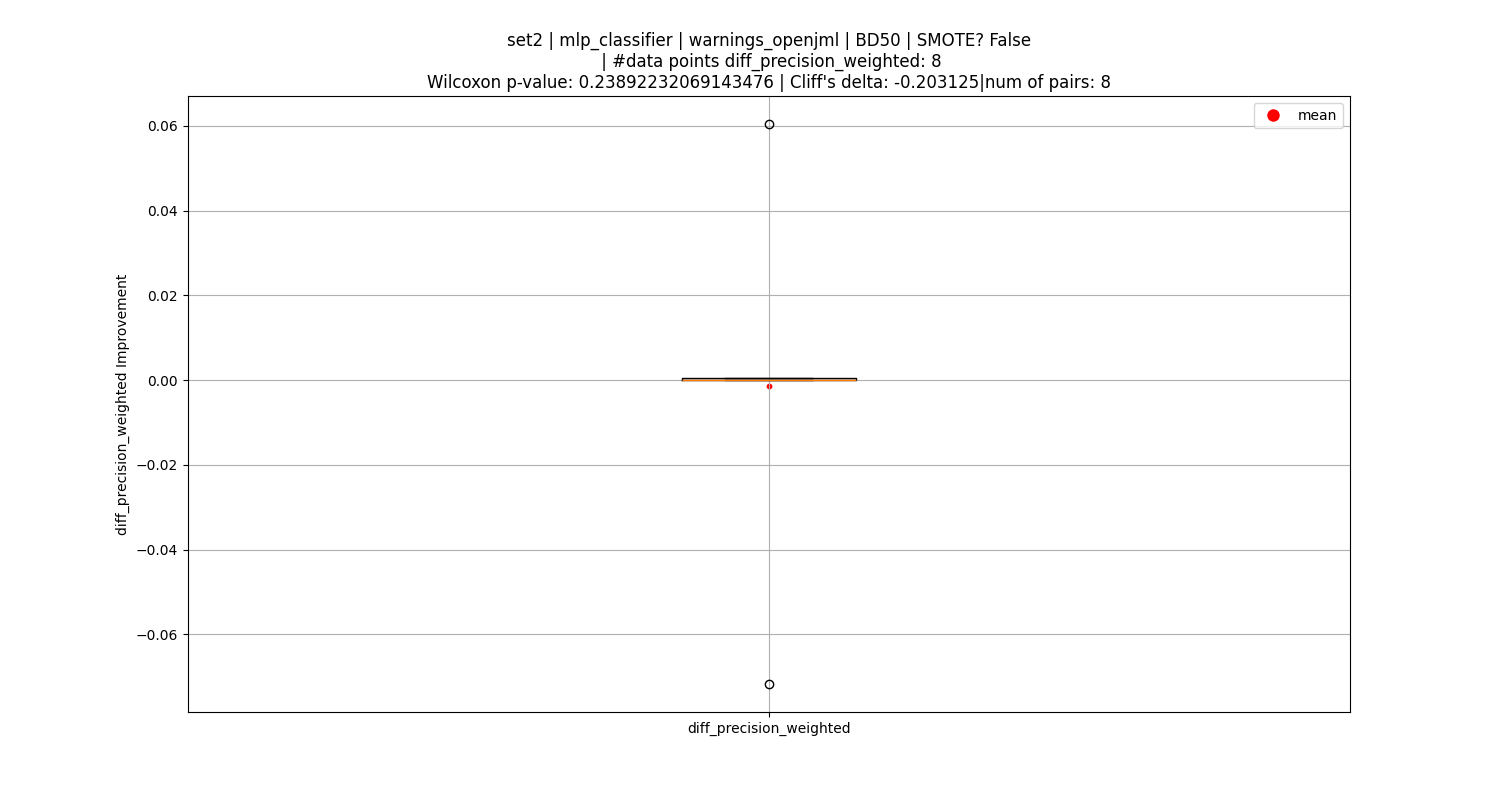 set2 | mlp_classifier | warnings_openjml | BD50 | SMOTE? False
| #data points diff_precision_weighted: 8
Wilcoxon p-value: 0.23892232069143476 | Cliff's delta: -0.203125|num of pairs: 8
mean
0.06
0.04
0.02
0.00
−0.02
−0.04
−0.06
diff_precision_weighted Improvement
diff_precision_weighted